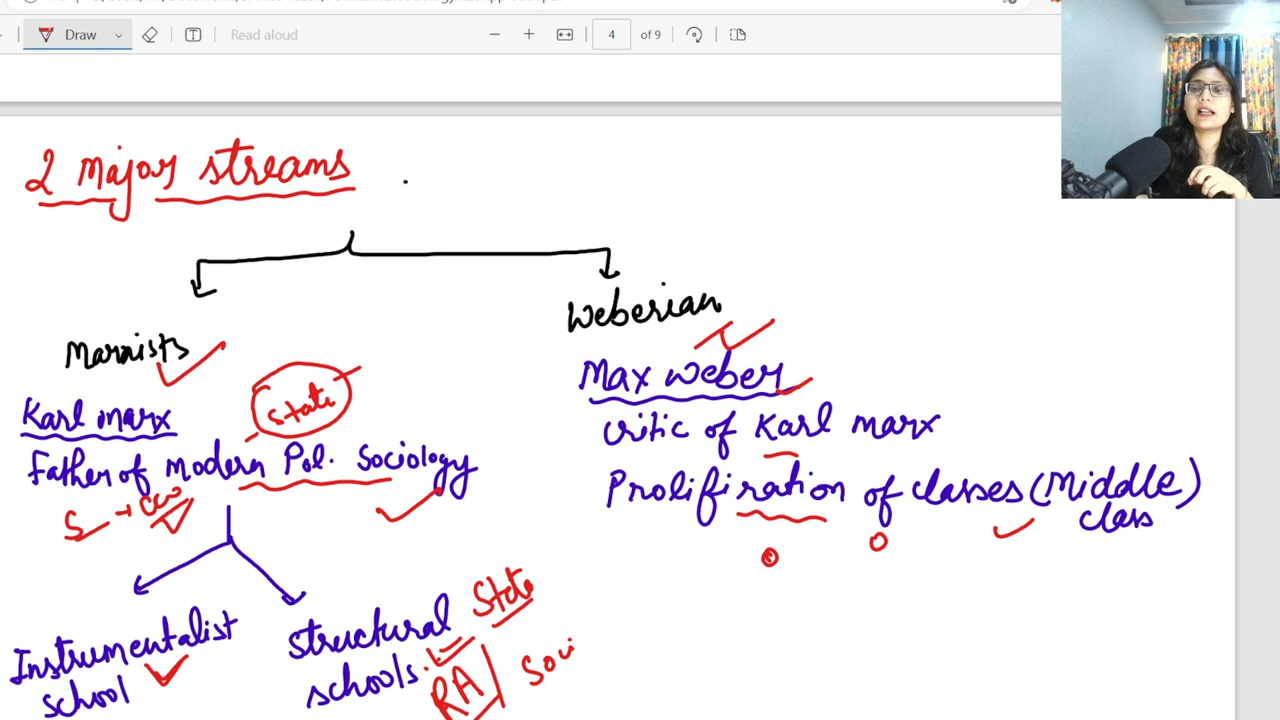 Draw
Read aloud
4 of 9
2 Major streams
Marxists
Karl marx
State
Father of modern Pol. Sociology
S
Instrumentalist
school
Structural
schools.
State
RA
Soci
Weberian
Max weber
critic of Karl marx
Prolifiration of classes (Middle
class)